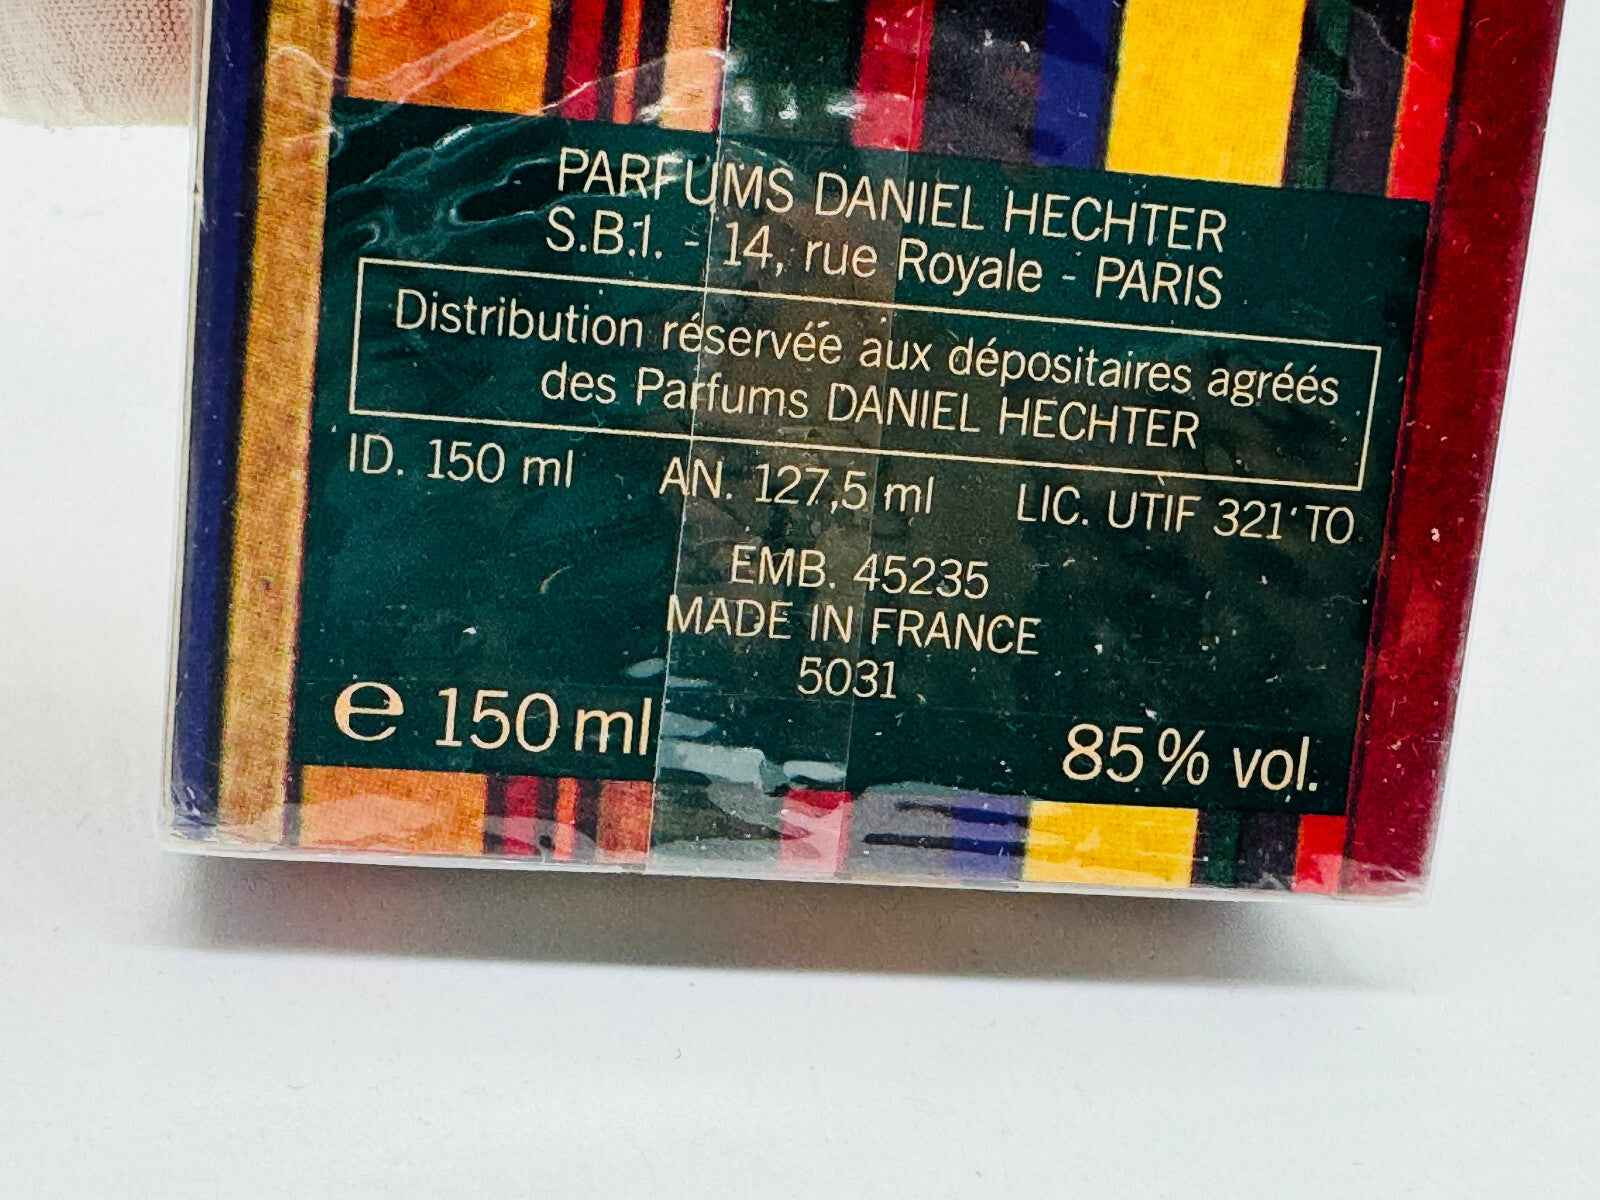 PARFUMS DANIEL HECHTER
S.B.I. - 14, rue Royale - PARIS
Distribution réservée aux dépositaires agréés
des Parfums DANIEL HECHTER
ID. 150 ml AN. 127,5 ml LIC. UTIF 321 TO
EMB. 45235
MADE IN FRANCE
5031
e 150 ml 85% vol.